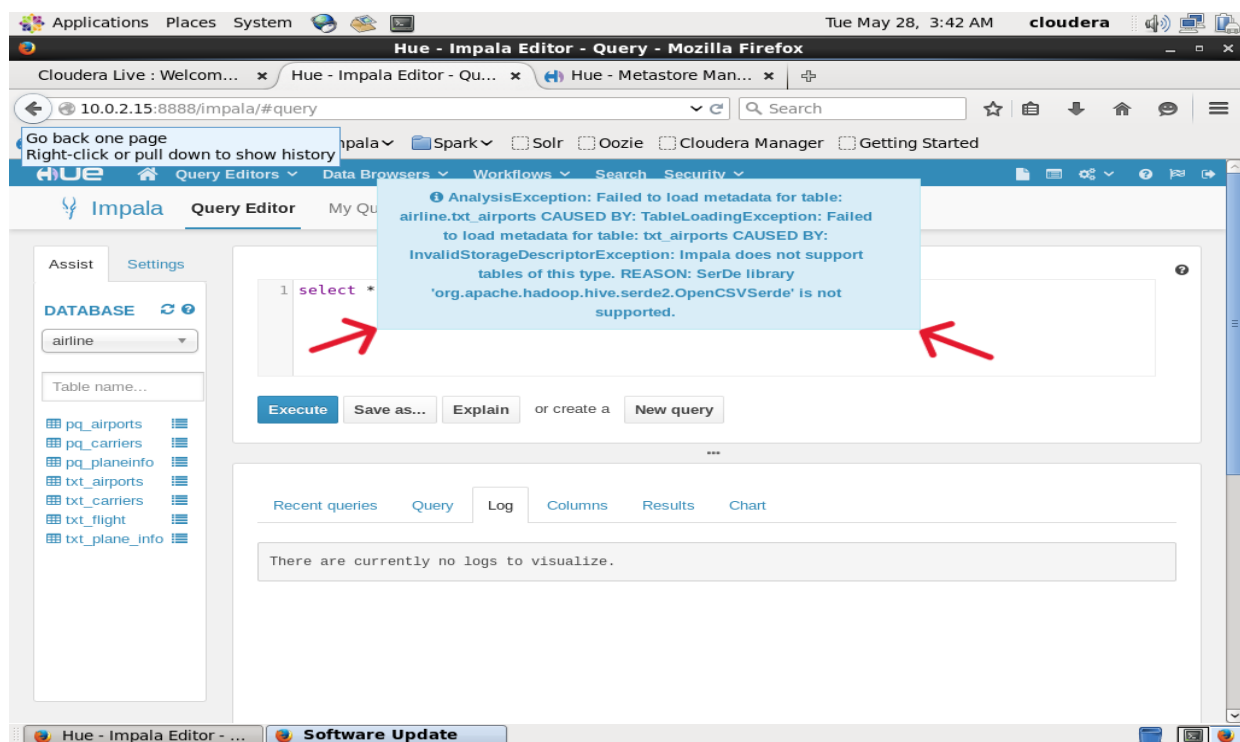 Applications Places System Tue May 28, 3:42 AM cloudera
Hue - Impala Editor - Query - Mozilla Firefox
Cloudera Live : Welcom... Hue - Impala Editor - Qu... Hue - Metastore Man...
10.0.2.15:8888/impala/#query Search
Go back one page
Right-click or pull down to show history
pala Spark Solr Oozie Cloudera Manager Getting Started
HUE Query Editors Data Browsers Workflows Search Security
Impala Query Editor My Qu
AnalysisException: Failed to load metadata for table:
airline.txt_airports CAUSED BY: TableLoadingException: Failed
to load metadata for table: txt_airports CAUSED BY:
InvalidStorageDescriptorException: Impala does not support
tables of this type. REASON: SerDe library
'org.apache.hadoop.hive.serde2.OpenCSVSerde' is not
supported.
Assist Settings
DATABASE
airline
Table name...
pq_airports
pq_carriers
pq_planeinfo
txt_airports
txt_carriers
txt_flight
txt_plane_info
1 select *
Execute Save as... Explain or create a New query
Recent queries Query Log Columns Results Chart
There are currently no logs to visualize.
Hue - Impala Editor - ... Software Update